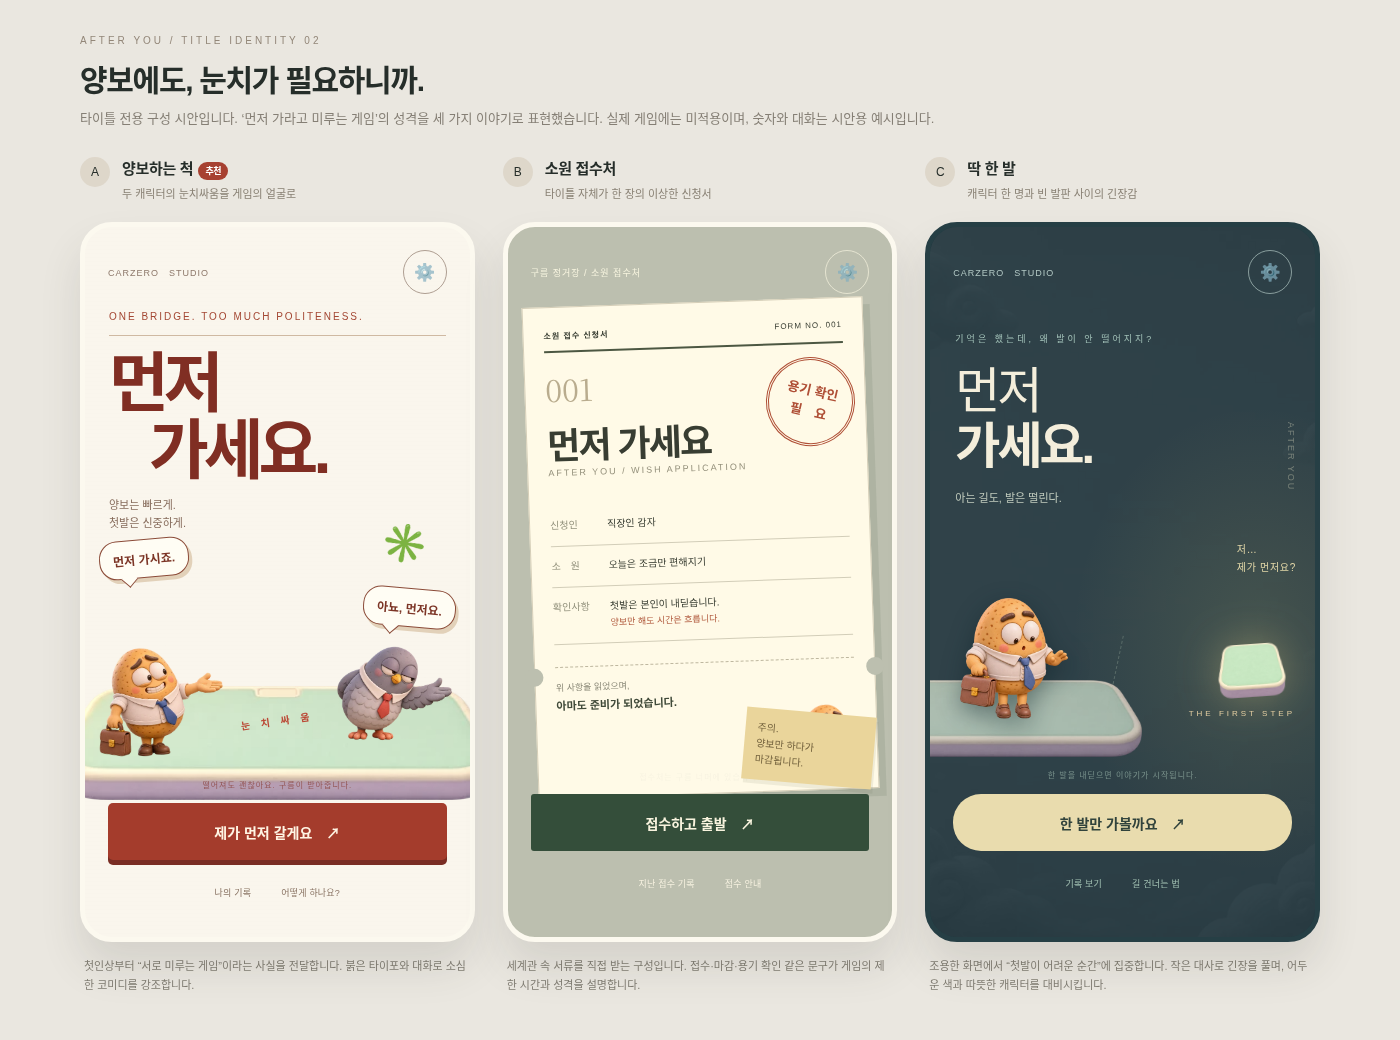 AFTER YOU / TITLE IDENTITY 02
양보에도, 눈치가 필요하니까.
타이틀 전용 구성 시안입니다. ‘먼저 가라고 미루는 게임’의 성격을 세 가지 이야기로 표현했습니다. 실제 게임에는 미적용이며, 숫자와 대화는 시안용 예시입니다.
A
양보하는 척 추천
두 캐릭터의 눈치싸움을 게임의 얼굴로
CARZERO STUDIO
ONE BRIDGE. TOO MUCH POLITENESS.
먼저
가세요.
양보는 빠르게.
첫발은 신중하게.
먼저 가시죠.
아뇨, 먼저요.
눈치싸움
떨어져도 괜찮아요. 구름이 받아줍니다.
제가 먼저 갈게요 ↗
나의 기록 어떻게 하나요?
첫인상부터 “서로 미루는 게임”이라는 사실을 전달합니다. 붉은 타이포와 대화로 소심
한 코미디를 강조합니다.
B
소원 접수처
타이틀 자체가 한 장의 이상한 신청서
구름 정거장 / 소원 접수처
소원 접수 신청서
FORM NO. 001
001
용기 확인
필 요
먼저 가세요
AFTER YOU / WISH APPLICATION
신청인 직장인 감자
소 원 오늘은 조금만 편해지기
확인사항 첫발은 본인이 내딛습니다.
양보만 해도 시간은 흐릅니다.
위 사항을 읽었으며,
아마도 준비가 되었습니다.
주의.
양보만 하다가
마감됩니다.
접수하고 출발 ↗
지난 접수 기록 접수 안내
세계관 속 서류를 직접 받는 구성입니다. 접수·마감·용기 확인 같은 문구가 게임의 제
한 시간과 성격을 설명합니다.
C
딱 한 발
캐릭터 한 명과 빈 발판 사이의 긴장감
CARZERO STUDIO
기억은 했는데, 왜 발이 안 떨어지지?
먼저
가세요.
AFTER YOU
아는 길도, 발은 떨린다.
저…
제가 먼저요?
THE FIRST STEP
한 발을 내딛으면 이야기가 시작됩니다.
한 발만 가볼까요 ↗
기록 보기 길 건너는 법
조용한 화면에서 “첫발이 어려운 순간”에 집중합니다. 작은 대사로 긴장을 풀며, 어두
운 색과 따뜻한 캐릭터를 대비시킵니다.